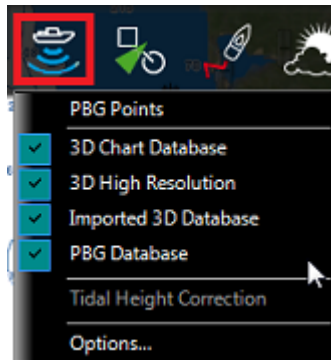 PBG Points
3D Chart Database
3D High Resolution
Imported 3D Database
PBG Database
Tidal Height Correction
Options...